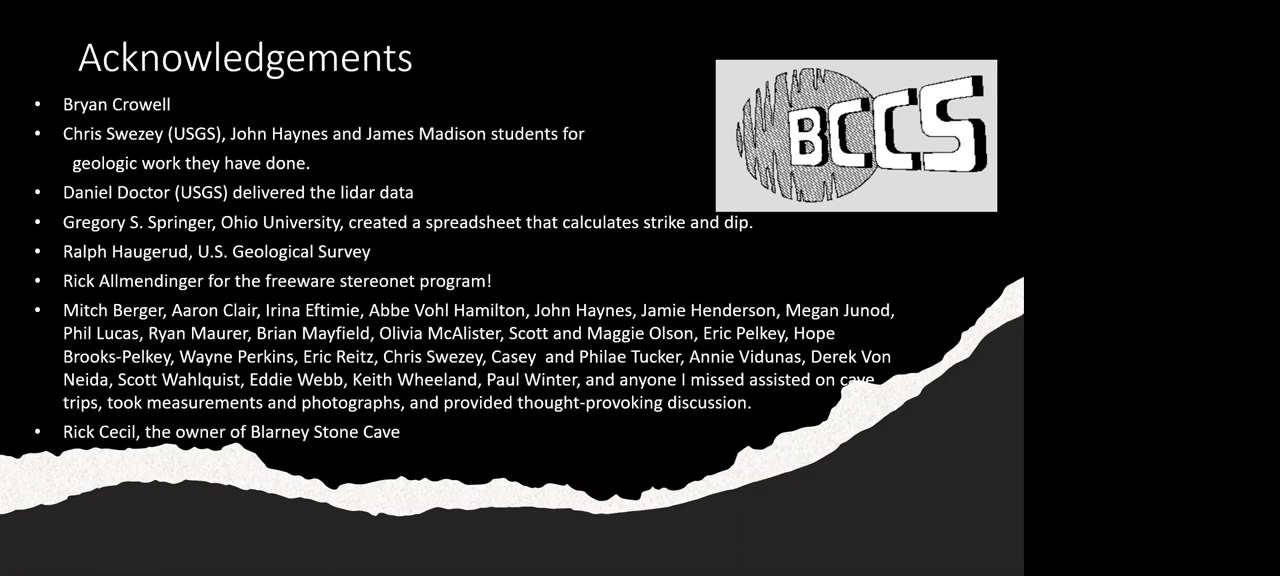 Acknowledgements
BCCS
• Bryan Crowell
• Chris Swezey (USGS), John Haynes and James Madison students for
geologic work they have done.
• Daniel Doctor (USGS) delivered the lidar data
• Gregory S. Springer, Ohio University, created a spreadsheet that calculates strike and dip.
• Ralph Haugerud, U.S. Geological Survey
• Rick Allmendinger for the freeware stereonet program!
• Mitch Berger, Aaron Clair, Irina Eftimie, Abbe Vohl Hamilton, John Haynes, Jamie Henderson, Megan Junod,
Phil Lucas, Ryan Maurer, Brian Mayfield, Olivia McAlister, Scott and Maggie Olson, Eric Pelkey, Hope
Brooks-Pelkey, Wayne Perkins, Eric Reitz, Chris Swezey, Casey and Philae Tucker, Annie Vidunas, Derek Von
Neida, Scott Wahlquist, Eddie Webb, Keith Wheeland, Paul Winter, and anyone I missed assisted on cave
trips, took measurements and photographs, and provided thought-provoking discussion.
• Rick Cecil, the owner of Blarney Stone Cave